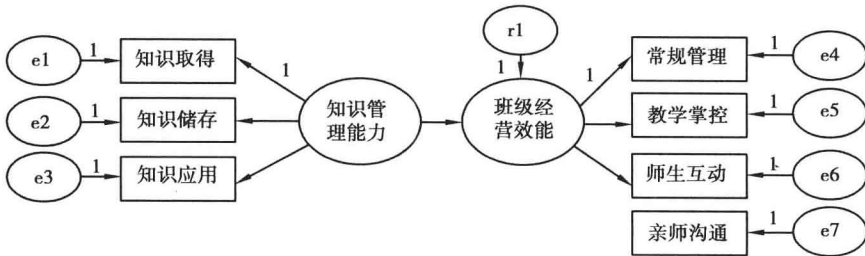 r1
e1
1
知识取得
1
1
1
常规管理
1
e4
e2
1
知识储存
知识管
理能力
班级经
营效能
教学掌控
1
e5
e3
1
知识应用
师生互动
1
e6
亲师沟通
1
e7